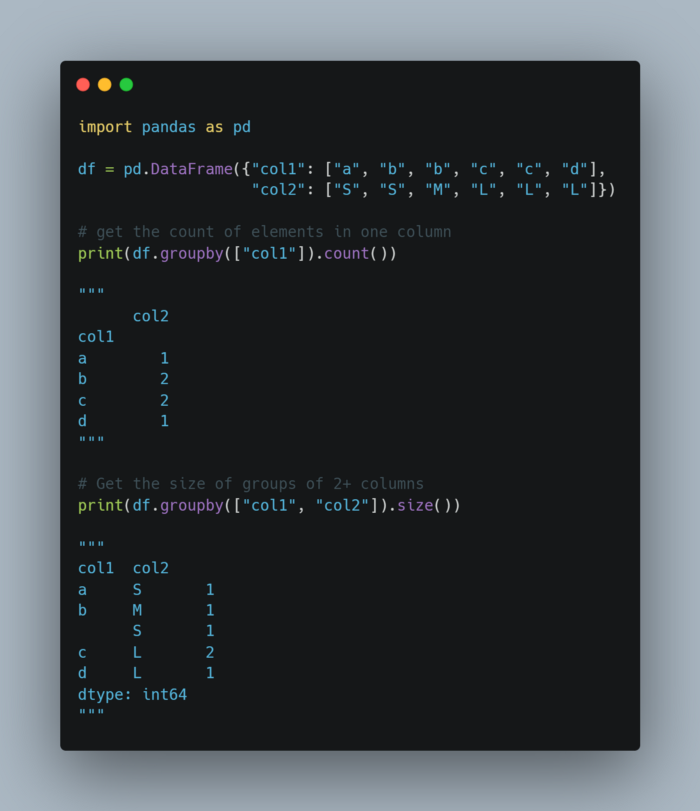 import pandas as pd
df = pd.DataFrame({"col1": ["a", "b", "b", "c", "c", "d"],
                   "col2": ["S", "S", "M", "L", "L", "L"]})
# get the count of elements in one column
print(df.groupby(["col1"]).count())
"""
      col2
col1
a        1
b        2
c        2
d        1
"""
# Get the size of groups of 2+ columns
print(df.groupby(["col1", "col2"]).size())
"""
col1  col2
a     S       1
b     M       1
      S       1
c     L       2
d     L       1
dtype: int64
"""